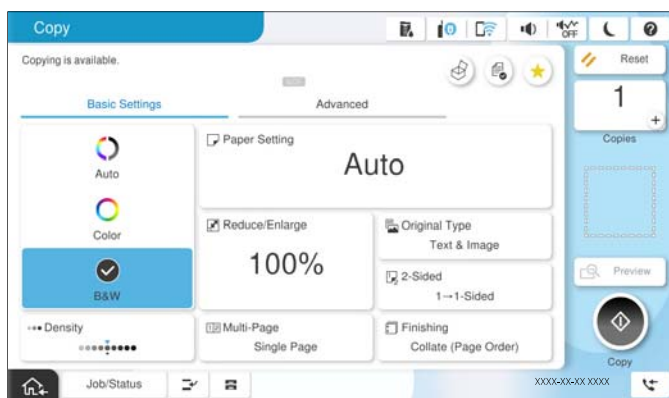 Copy
OFF
Copying is available.
Reset
Basic Settings
Advanced
1
Copies
Auto
Color
B&W
Density
Paper Setting
Auto
Reduce/Enlarge
100%
Original Type
Text & Image
2-Sided
1→1-Sided
Multi-Page
Single Page
Finishing
Collate (Page Order)
Preview
Copy
Job/Status
XXXX-XX-XX XXXX